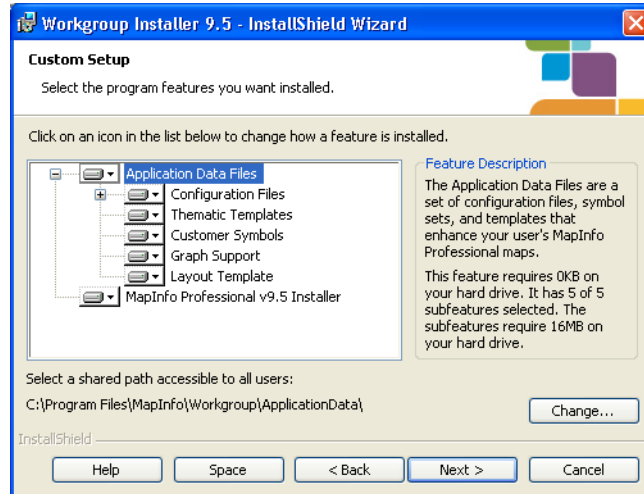 Workgroup Installer 9.5 - InstallShield Wizard
Custom Setup
Select the program features you want installed.
Click on an icon in the list below to change how a feature is installed.
Application Data Files
Configuration Files
Thematic Templates
Customer Symbols
Graph Support
Layout Template
MapInfo Professional v9.5 Installer
Feature Description
The Application Data Files are a
set of configuration files, symbol
sets, and templates that
enhance your user's MapInfo
Professional maps.
This feature requires 0KB on
your hard drive. It has 5 of 5
subfeatures selected. The
subfeatures require 16MB on
your hard drive.
Select a shared path accessible to all users:
C:\Program Files\MapInfo\Workgroup\ApplicationData\
Change...
InstallShield
Help
Space
< Back
Next >
Cancel